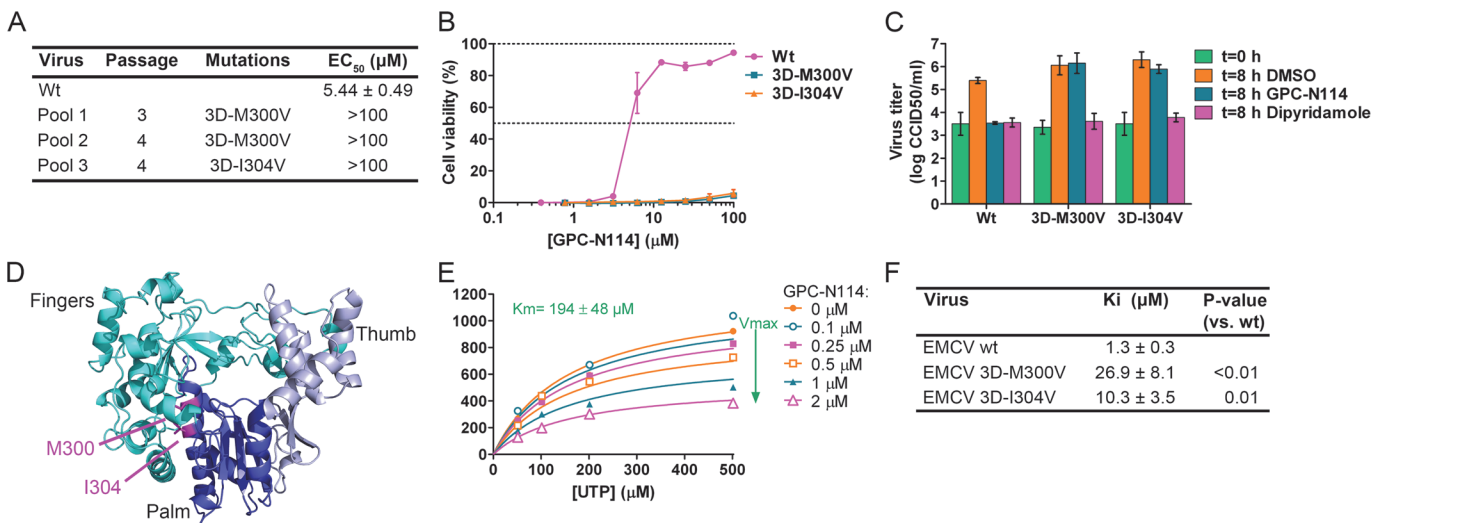 A
Virus Passage Mutations EC50 (µM)
Wt 5.44 ± 0.49
Pool 1 3 3D-M300V >100
Pool 2 4 3D-M300V >100
Pool 3 4 3D-I304V >100
B
Cell viability (%)
100
80
60
40
20
0
0.1 1 10 100
[GPC-N114] (µM)
Wt
3D-M300V
3D-I304V
C
Virus titer
(log CCID50/ml)
7
6
5
4
3
2
1
0
Wt 3D-M300V 3D-I304V
t=0 h
t=8 h DMSO
t=8 h GPC-N114
t=8 h Dipyridamole
D
Fingers
Thumb
M300
I304
Palm
E
1200
1000
800
600
400
200
0
0 100 200 300 400 500
[UTP] (µM)
Km= 194 ± 48 µM
Vmax
GPC-N114:
0 µM
0.1 µM
0.25 µM
0.5 µM
1 µM
2 µM
F
Virus Ki (µM) P-value
(vs. wt)
EMCV wt 1.3 ± 0.3
EMCV 3D-M300V 26.9 ± 8.1 <0.01
EMCV 3D-I304V 10.3 ± 3.5 0.01